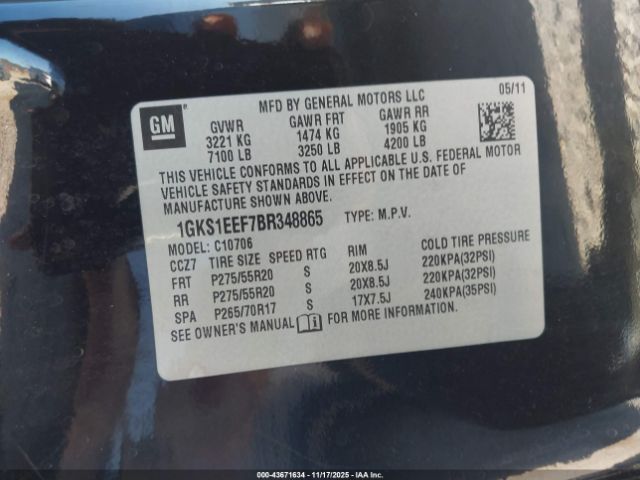 GM
MFD BY GENERAL MOTORS LLC
05/11
GVWR GAWR FRT GAWR RR
3221 KG 1474 KG 1905 KG
7100 LB 3250 LB 4200 LB
THIS VEHICLE CONFORMS TO ALL APPLICABLE U.S. FEDERAL MOTOR
VEHICLE SAFETY STANDARDS IN EFFECT ON THE DATE OF
MANUFACTURE SHOWN ABOVE.
1GKS1EEF7BR348865 TYPE: M.P.V.
MODEL: C10706
CCZ7 TIRE SIZE SPEED RTG RIM COLD TIRE PRESSURE
FRT P275/55R20 S 20X8.5J 220KPA(32PSI)
RR P275/55R20 S 20X8.5J 220KPA(32PSI)
SPA P265/70R17 S 17X7.5J 240KPA(35PSI)
SEE OWNER'S MANUAL FOR MORE INFORMATION.
000-43671634 - 11/17/2025 - IAAI.COM